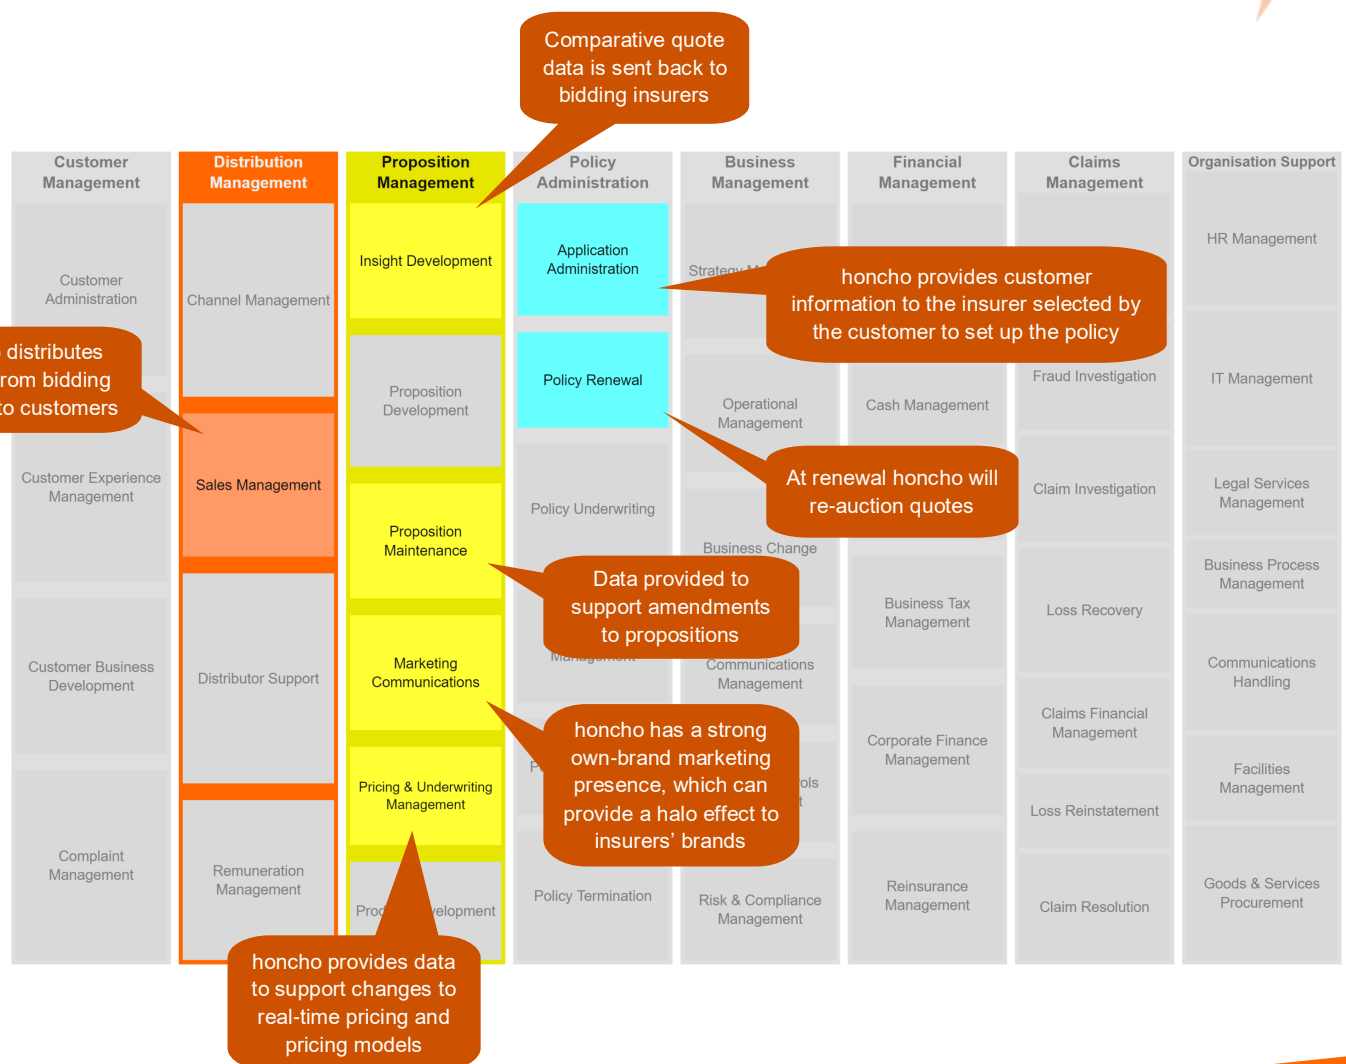 Comparative quote
data is sent back to
bidding insurers
Customer
Management
Customer
Administration
Customer Experience
Management
Customer Business
Development
Complaint
Management
distributes
from bidding
to customers
Distribution
Management
Channel Management
Sales Management
Distributor Support
Remuneration
Management
Proposition
Management
Insight Development
Proposition
Development
Proposition
Maintenance
Marketing
Communications
Pricing & Underwriting
Management
honcho provides data
to support changes to
real-time pricing and
pricing models
Policy
Administration
Application
Administration
Policy Renewal
Policy Underwriting
Management
Policy Termination
Data provided to
support amendments
to propositions
honcho has a strong
own-brand marketing
presence, which can
provide a halo effect to
insurers’ brands
Business
Management
Strategy
Operational
Management
Business Change
Communications
Management
Risk & Compliance
Management
honcho provides customer
information to the insurer selected by
the customer to set up the policy
At renewal honcho will
re-auction quotes
Financial
Management
Cash Management
Business Tax
Management
Corporate Finance
Management
Reinsurance
Management
Claims
Management
Fraud Investigation
Claim Investigation
Loss Recovery
Claims Financial
Management
Loss Reinstatement
Claim Resolution
Organisation Support
HR Management
IT Management
Legal Services
Management
Business Process
Management
Communications
Handling
Facilities
Management
Goods & Services
Procurement